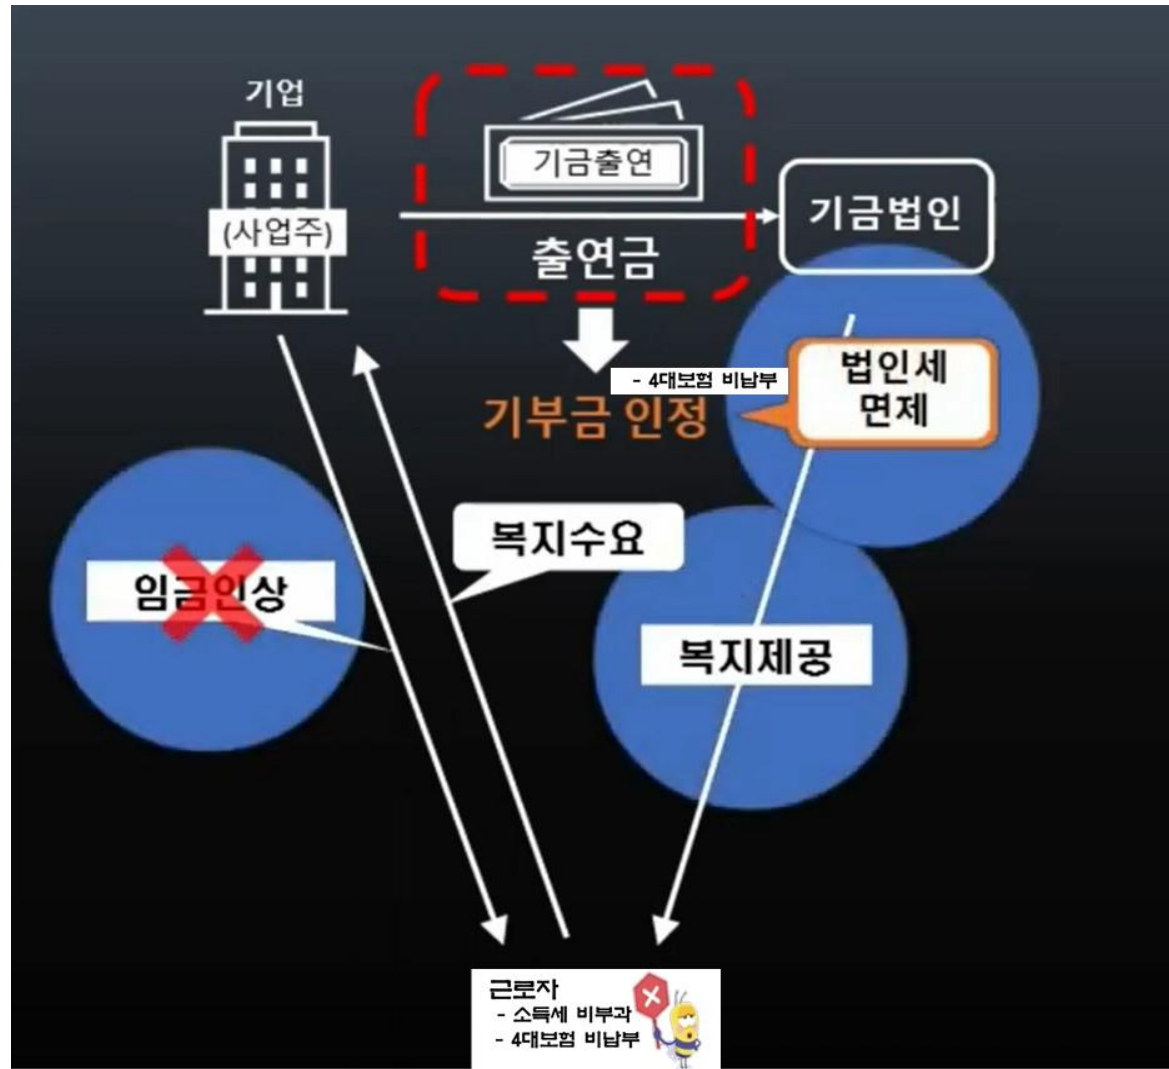 기업
(사업주)
기금출연
출연금
기금법인
- 4대보험 비납부
기부금 인정
법인세
면제
복지수요
임금인상
복지제공
근로자
- 소득세 비부과
- 4대보험 비납부